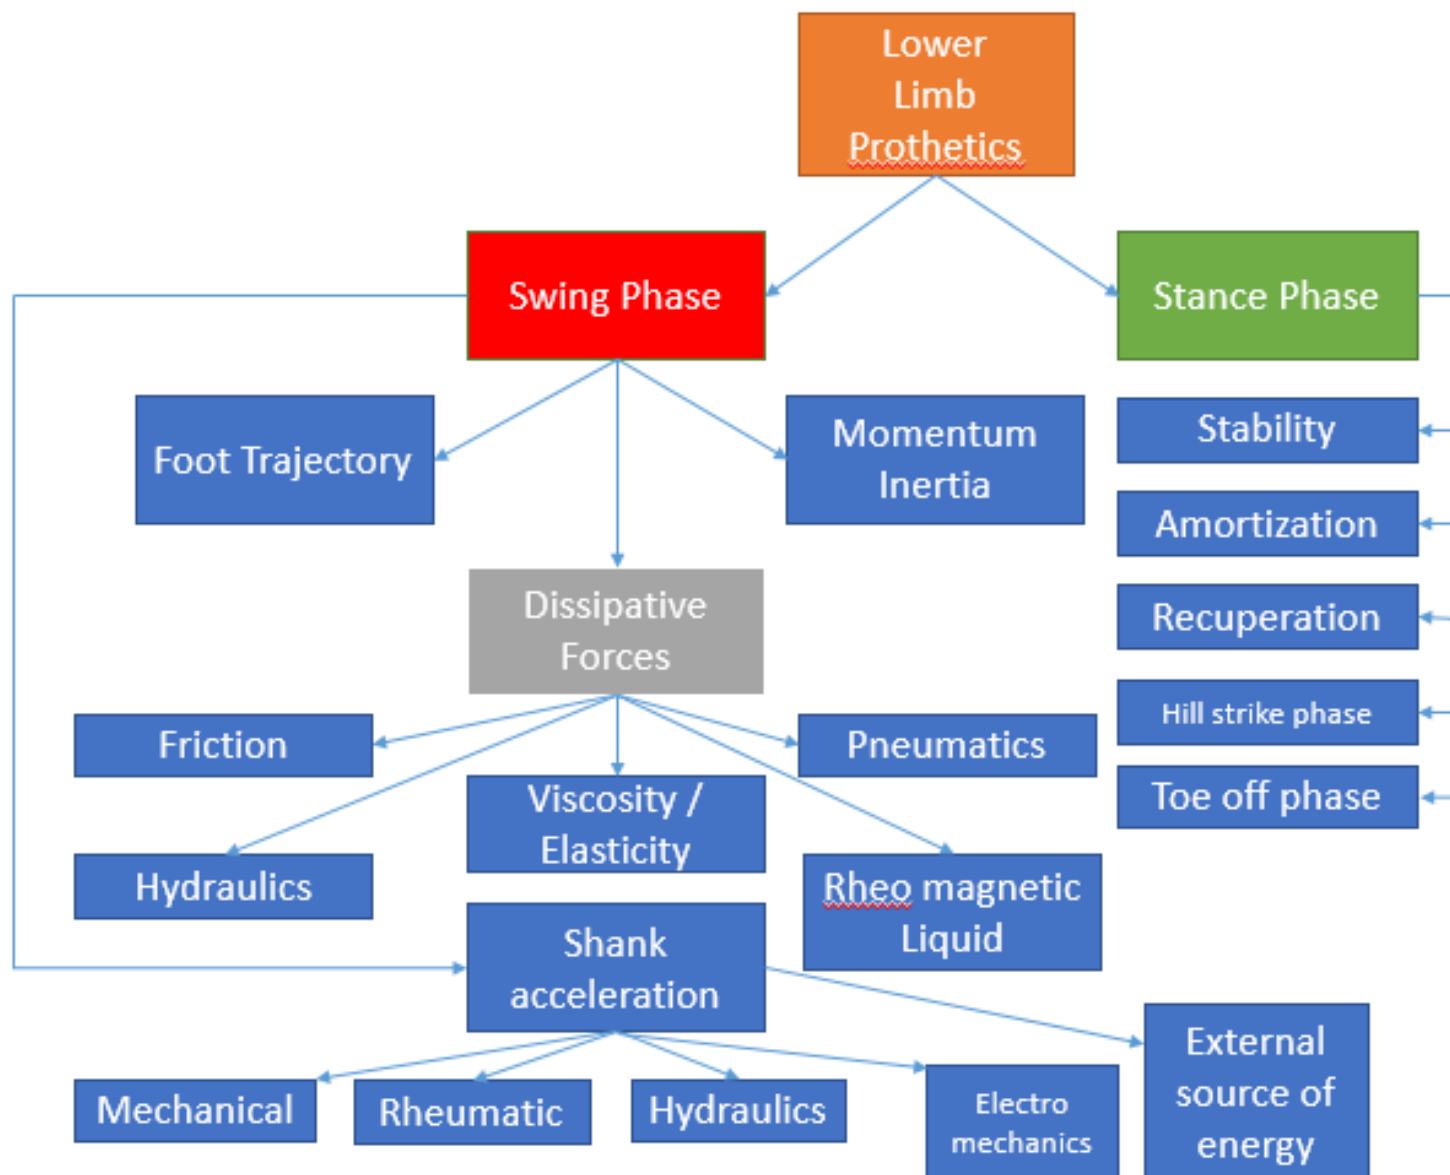 Lower
Limb
Prothetics
Swing Phase
Stance Phase
Foot Trajectory
Momentum
Inertia
Stability
Amortization
Recuperation
Hill strike phase
Toe off phase
Dissipative
Forces
Friction
Pneumatics
Viscosity /
Elasticity
Hydraulics
Rheo magnetic
Liquid
Shank
acceleration
Mechanical
Rheumatic
Hydraulics
Electro
mechanics
External
source of
energy